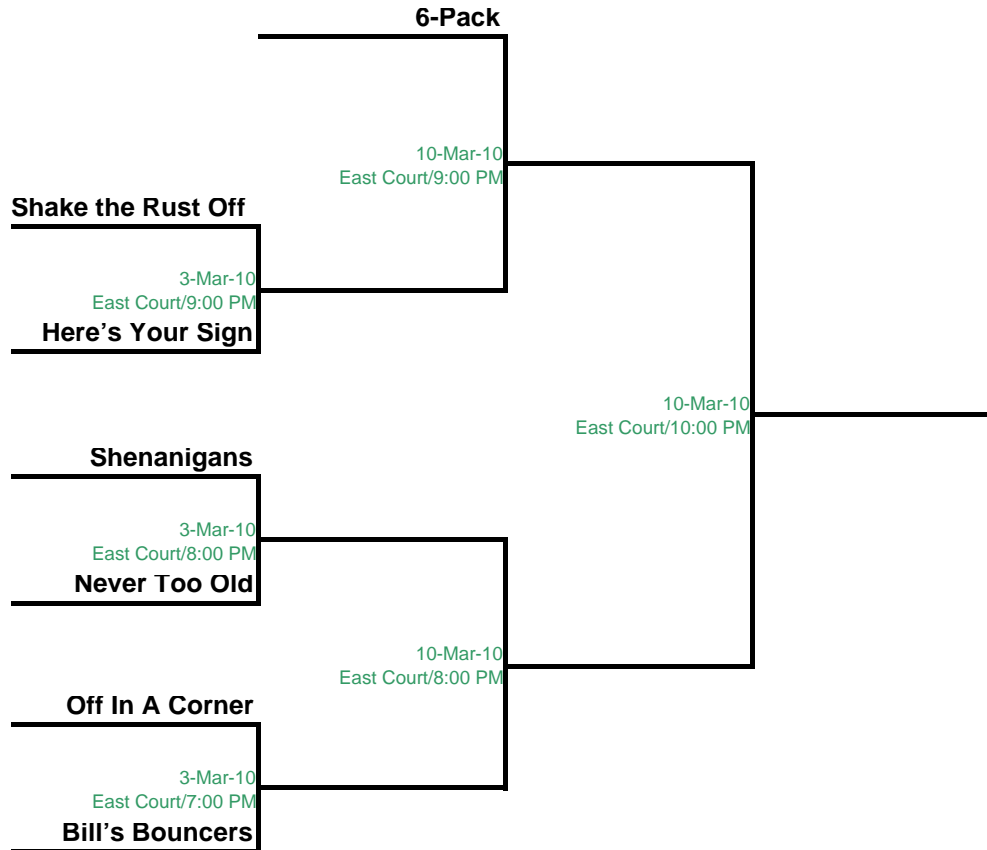 6-Pack
10-Mar-10
East Court/9:00 PM
Shake the Rust Off
3-Mar-10
East Court/9:00 PM
Here’s Your Sign
10-Mar-10
East Court/10:00 PM
Shenanigans
3-Mar-10
East Court/8:00 PM
Never Too Old
10-Mar-10
East Court/8:00 PM
Off In A Corner
3-Mar-10
East Court/7:00 PM
Bill's Bouncers